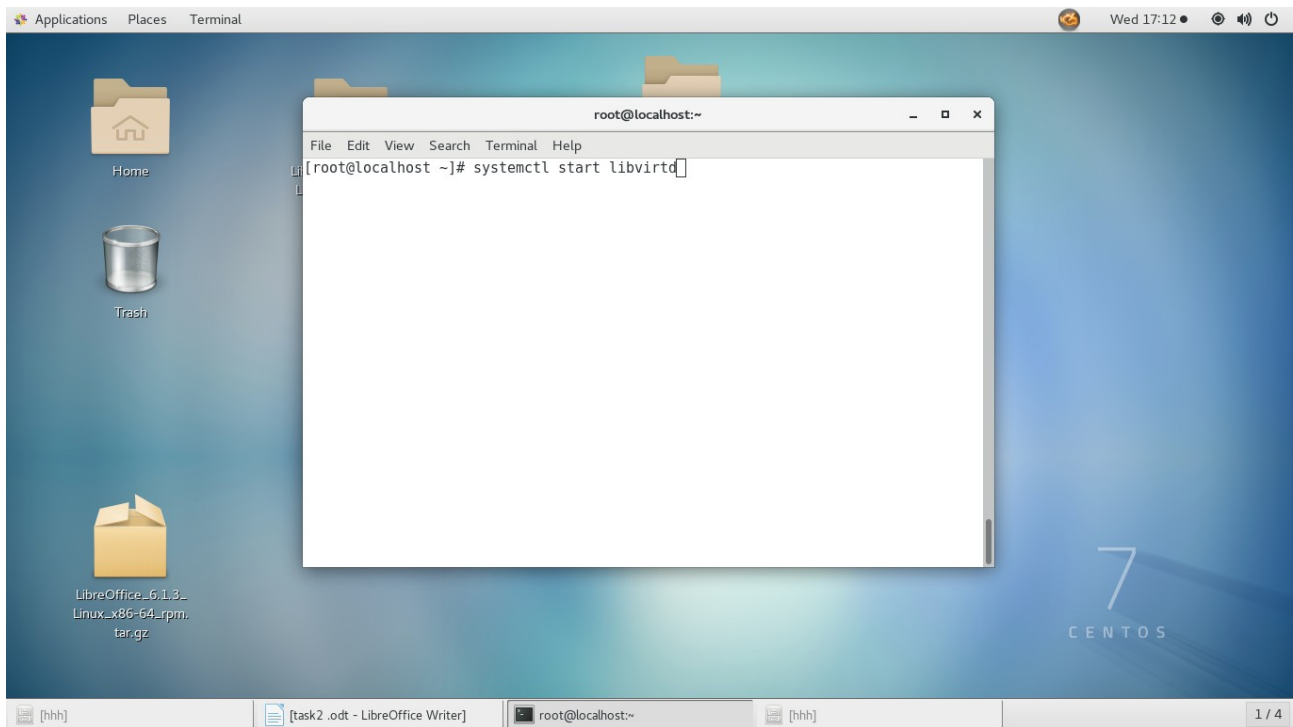 Applications Places Terminal Wed 17:12
root@localhost:~
File Edit View Search Terminal Help
[root@localhost ~]# systemctl start libvirtd
Home
Li
L
Trash
LibreOffice_6.1.3_
Linux_x86-64_rpm.
tar.gz
7
CENTOS
[hhh] [task2 .odt - LibreOffice Writer] root@localhost:~ [hhh] 1 / 4